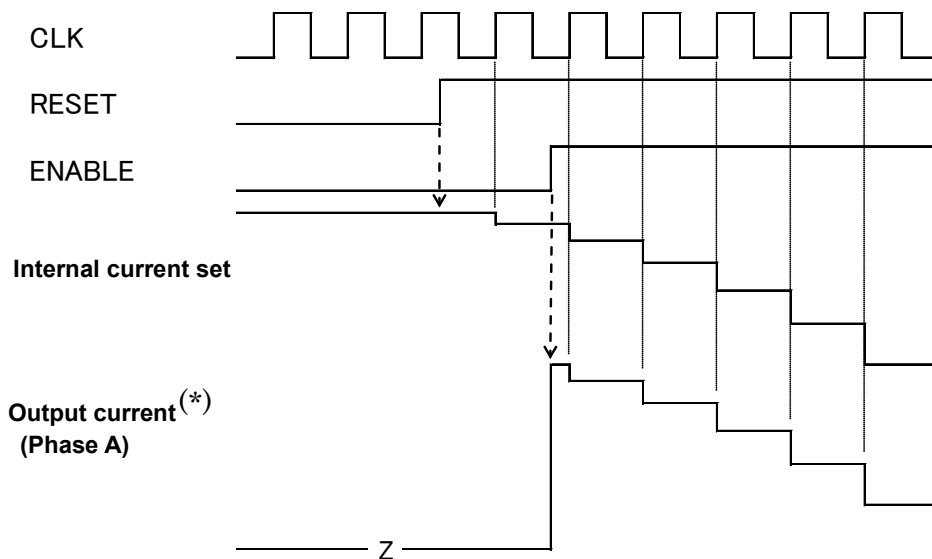 CLK
RESET
ENABLE
Internal current set
Output current(*)
(Phase A)
Z